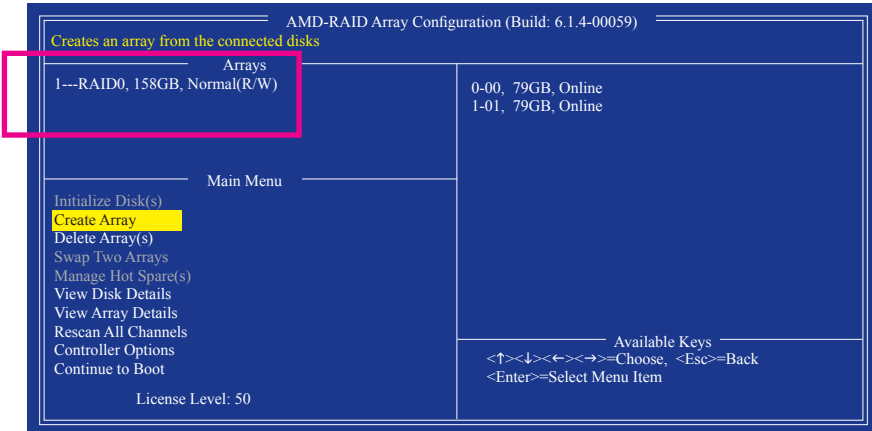 AMD-RAID Array Configuration (Build: 6.1.4-00059)
Creates an array from the connected disks
Arrays
1---RAID0, 158GB, Normal(R/W)
0-00, 79GB, Online
1-01, 79GB, Online
Main Menu
Initialize Disk(s)
Create Array
Delete Array(s)
Swap Two Arrays
Manage Hot Spare(s)
View Disk Details
View Array Details
Rescan All Channels
Controller Options
Continue to Boot
License Level: 50
Available Keys
<↑><↓><←><→>=Choose, <Esc>=Back
<Enter>=Select Menu Item